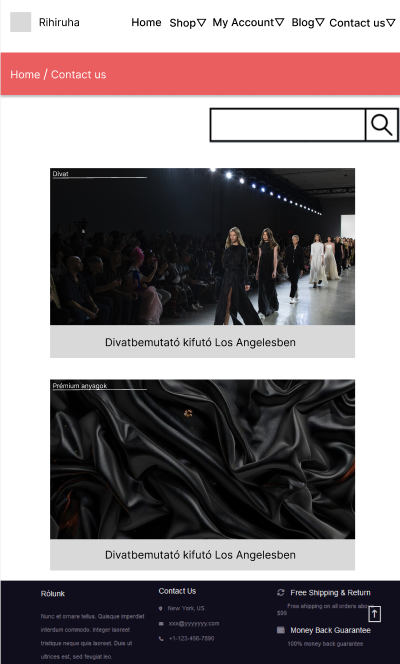 Rihiruha
Home Shop▽ My Account▽ Blog▽ Contact us▽
Home / Contact us
Divat
Divatbemutató kifutó Los Angelesben
Prémium anyagok
Divatbemutató kifutó Los Angelesben
Rólunk
Nunc et ornare tellus. Quisque imperdiet
interdum commodo. Integer laoreet
tristique neque quis laoreet. Duis ut
ultrices est, sed feugiat leo.
Contact Us
New York, US
xxx@yyyyyyy.com
+1-123-456-7890
Free Shipping & Return
Free shipping on all orders above
$99
Money Back Guarantee
100% money back guarantee